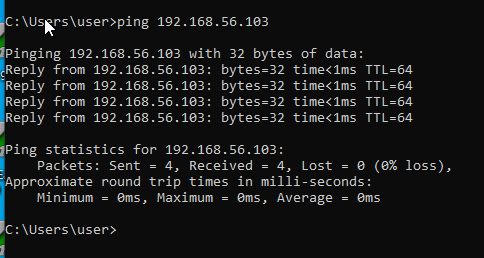 C:\Users\user>ping 192.168.56.103
Pinging 192.168.56.103 with 32 bytes of data:
Reply from 192.168.56.103: bytes=32 time<1ms TTL=64
Reply from 192.168.56.103: bytes=32 time<1ms TTL=64
Reply from 192.168.56.103: bytes=32 time<1ms TTL=64
Reply from 192.168.56.103: bytes=32 time<1ms TTL=64
Ping statistics for 192.168.56.103:
    Packets: Sent = 4, Received = 4, Lost = 0 (0% loss),
Approximate round trip times in milli-seconds:
    Minimum = 0ms, Maximum = 0ms, Average = 0ms
C:\Users\user>